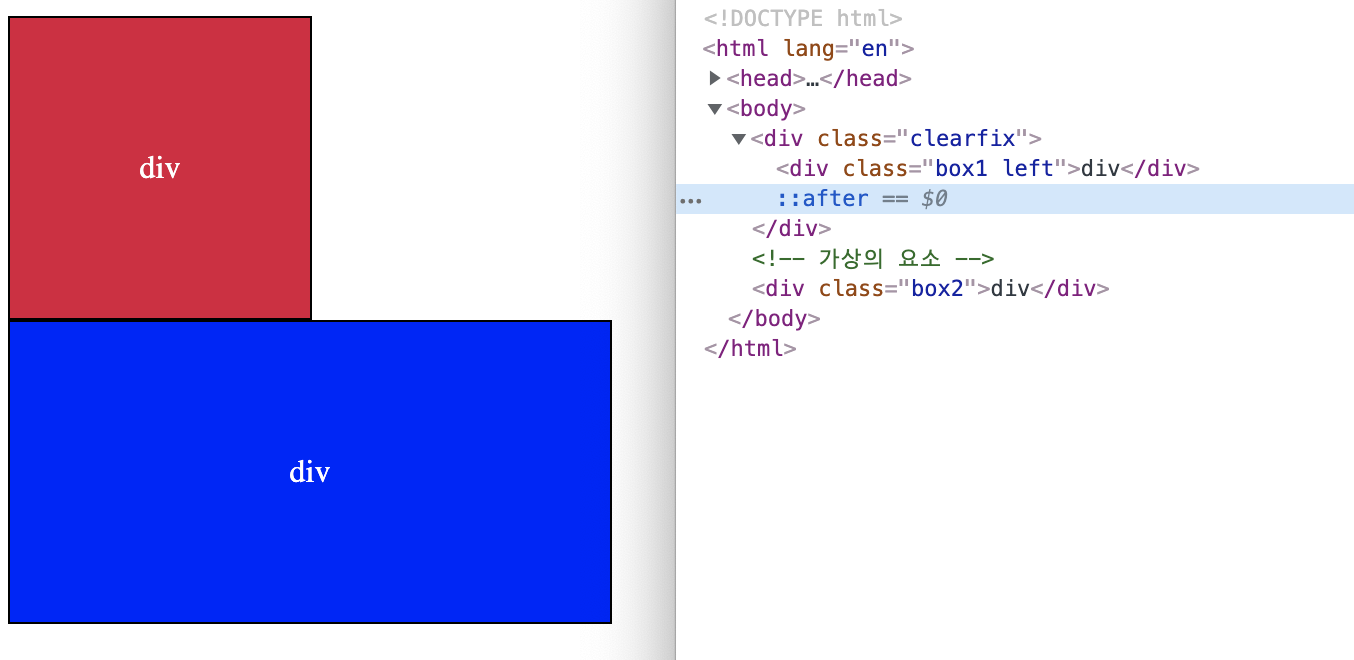 div
div
<!DOCTYPE html>
<html lang="en">
▶<head>…</head>
▼<body>
▼<div class="clearfix">
<div class="box1 left">div</div>
… ::after == $0
</div>
<!-- 가상의 요소 -->
<div class="box2">div</div>
</body>
</html>